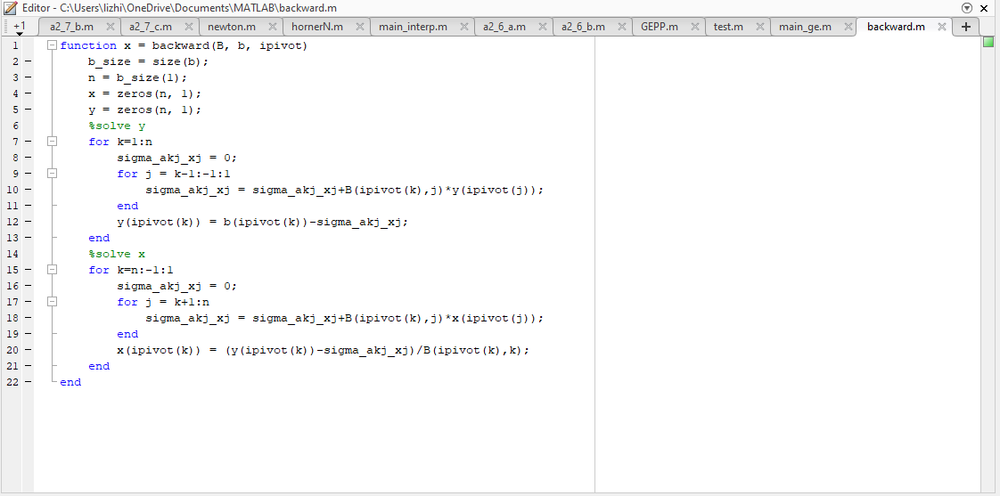 Editor - C:\Users\lizhi\OneDrive\Documents\MATLAB\backward.m
+1 a2_7_b.m a2_7_c.m newton.m hornerN.m main_interp.m a2_6_a.m a2_6_b.m GEPP.m test.m main_ge.m backward.m +
1 function x = backward(B, b, ipivot)
2 - b_size = size(b);
3 - n = b_size(1);
4 - x = zeros(n, 1);
5 - y = zeros(n, 1);
6 %solve y
7 - for k=1:n
8 - sigma_akj_xj = 0;
9 - for j = k-1:-1:1
10 - sigma_akj_xj = sigma_akj_xj+B(ipivot(k),j)*y(ipivot(j));
11 - end
12 - y(ipivot(k)) = b(ipivot(k))-sigma_akj_xj;
13 - end
14 %solve x
15 - for k=n:-1:1
16 - sigma_akj_xj = 0;
17 - for j = k+1:n
18 - sigma_akj_xj = sigma_akj_xj+B(ipivot(k),j)*x(ipivot(j));
19 - end
20 - x(ipivot(k)) = (y(ipivot(k))-sigma_akj_xj)/B(ipivot(k),k);
21 - end
22 - end